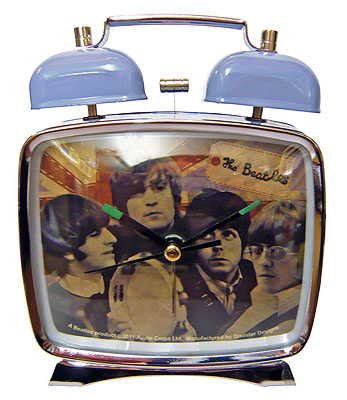 The Beatles
A Beatles product © 2011 Apple Corps Ltd. Manufactured by Disaster Designs